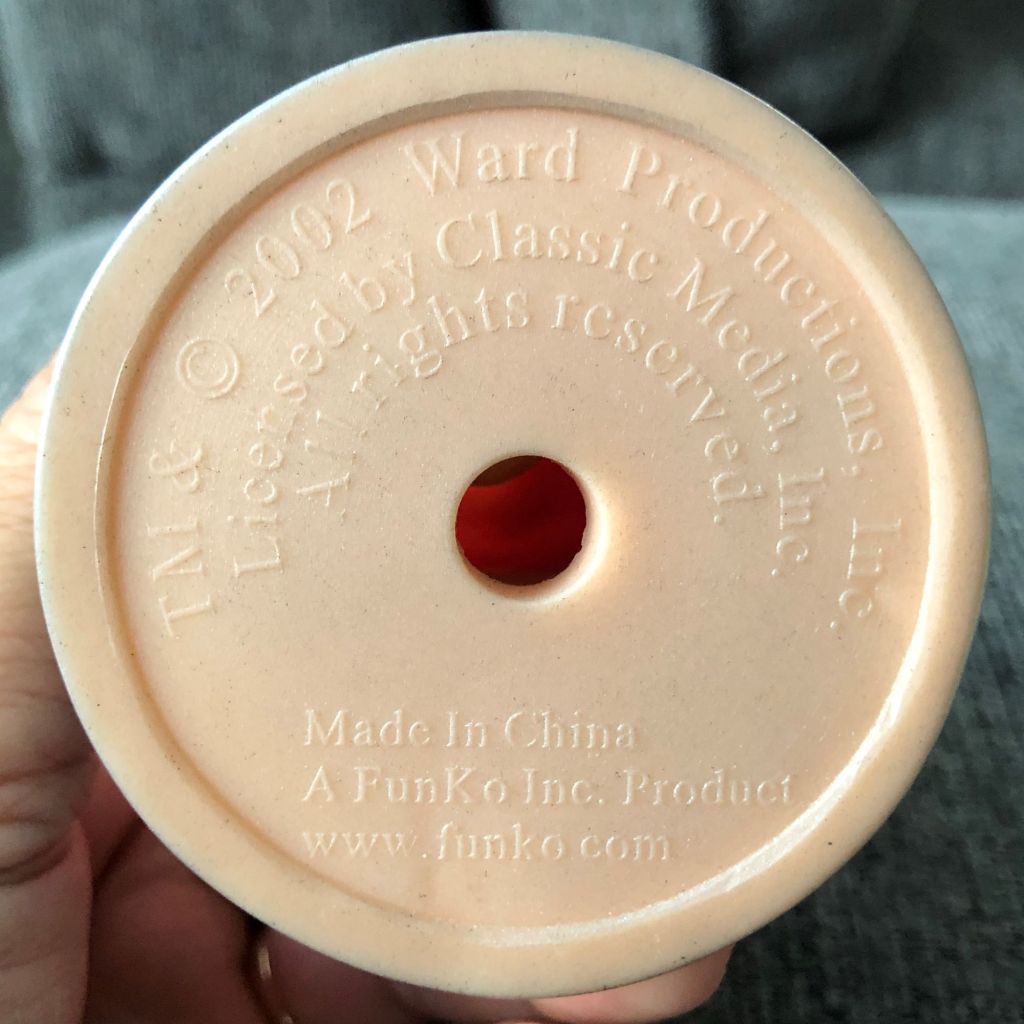 TM & © 2002 Ward Productions, Inc.
Licensed by Classic Media, Inc.
All rights reserved.
Made In China
A FunKo Inc. Product
www.funko.com